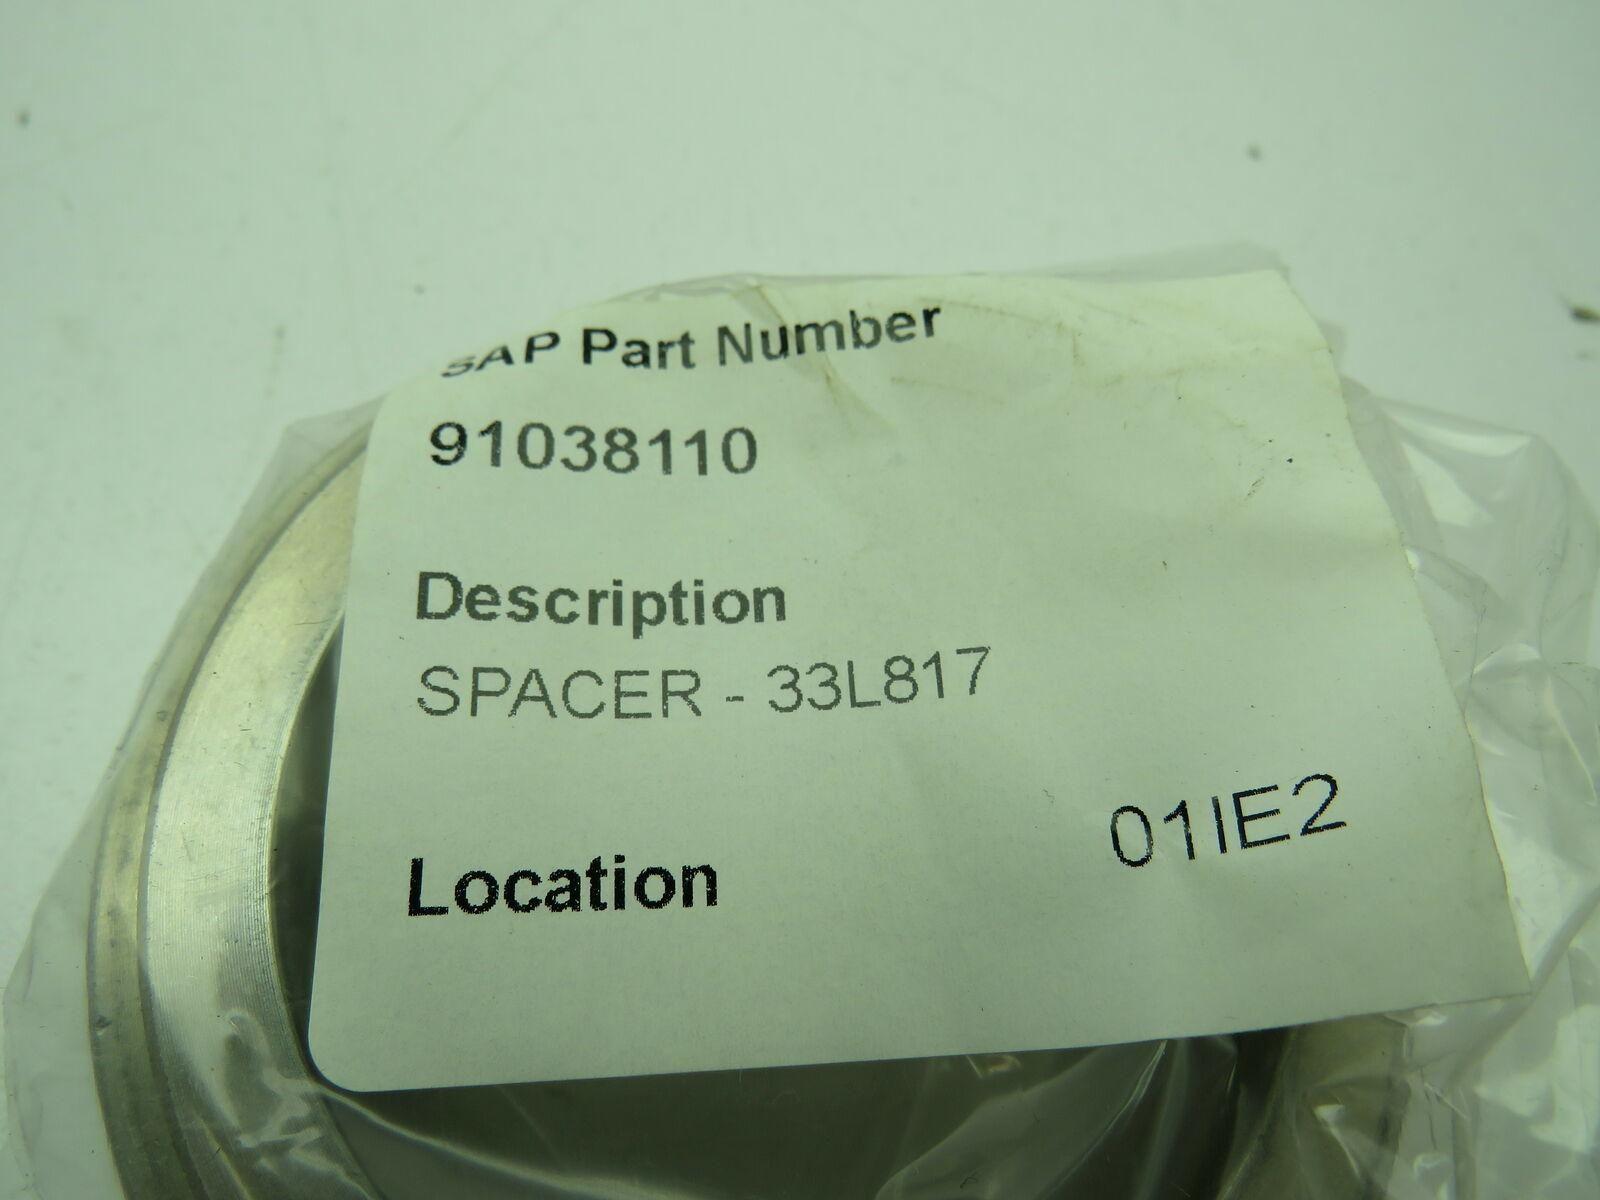 SAP Part Number
91038110
Description
SPACER - 33L817
Location 01IE2